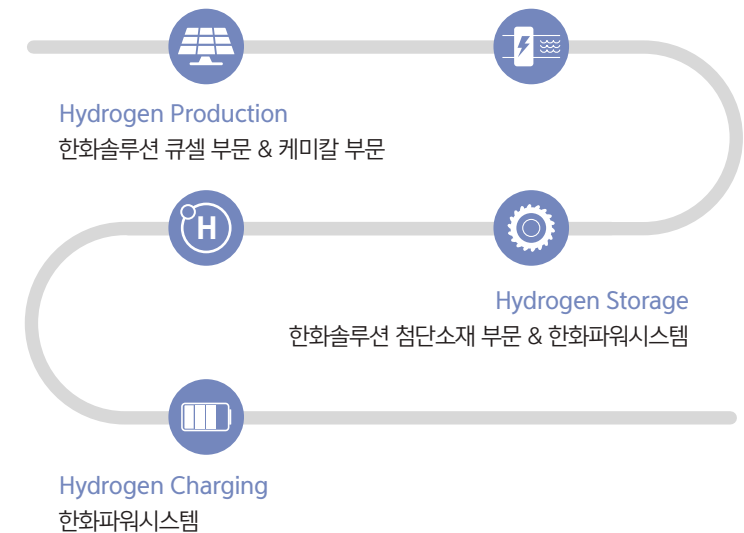 Hydrogen Production
한화솔루션 큐셀 부문 & 케미칼 부문
H
Hydrogen Storage
한화솔루션 첨단소재 부문 & 한화파워시스템
Hydrogen Charging
한화파워시스템